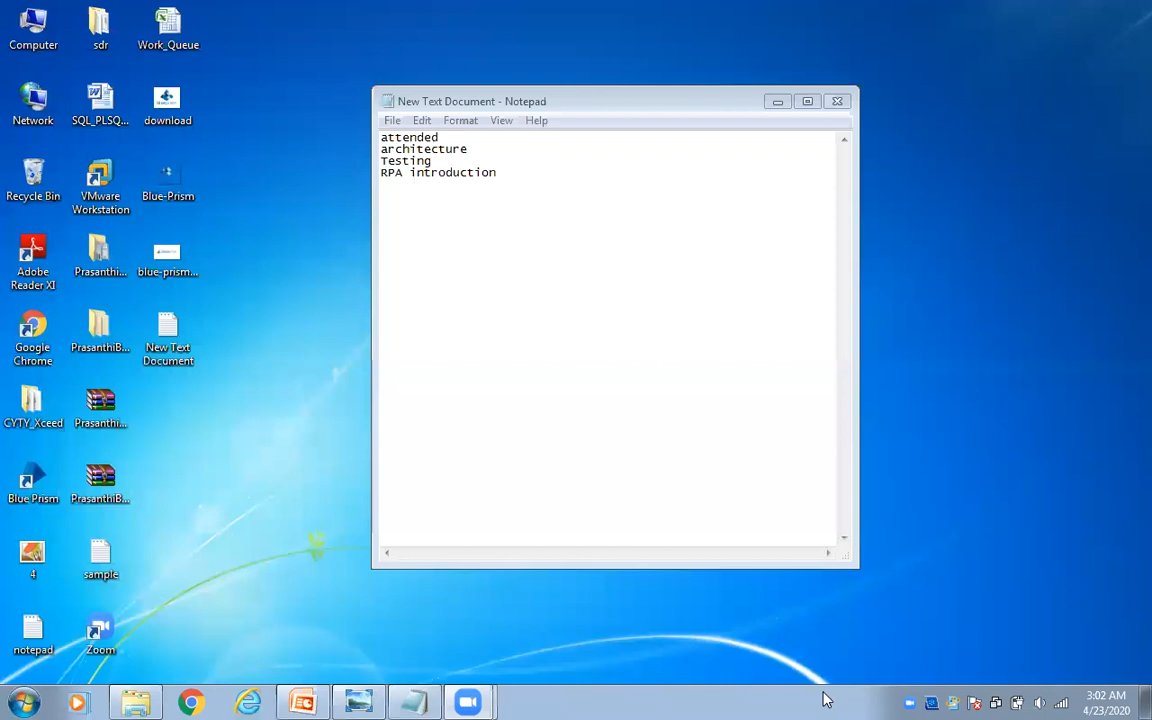 Computer
sdr
Work_Queue
Network
SQL_PLSQ...
download
Recycle Bin
VMware
Workstation
Blue-Prism
Adobe
Reader XI
Prasanthi...
blue-prism...
Google
Chrome
PrasanthiB...
New Text
Document
CYTY_Xceed
Prasanthi...
Blue Prism
PrasanthiB...
4
sample
notepad
Zoom
New Text Document - Notepad
File Edit Format View Help
attended
architecture
Testing
RPA introduction
3:02 AM
4/23/2020